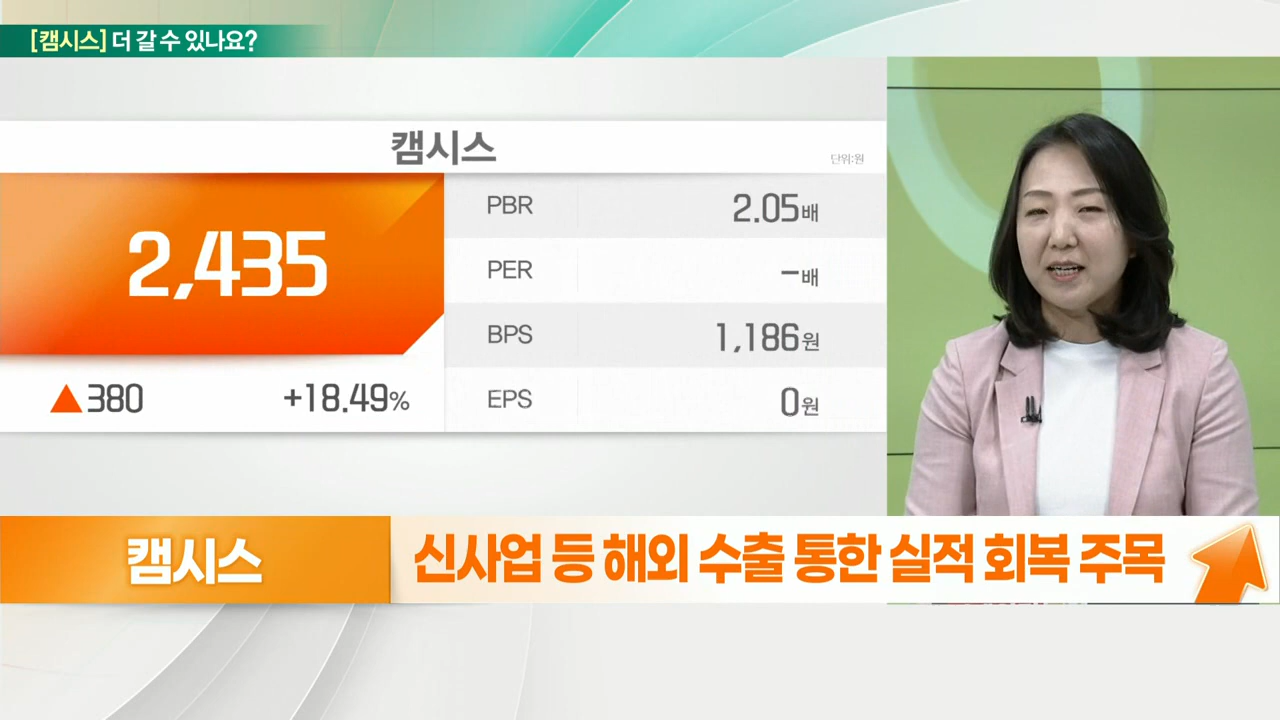 [캠시스] 더 갈 수 있나요?
캠시스
단위:원
2,435
▲380 +18.49%
PBR 2.05배
PER -배
BPS 1,186원
EPS 0원
캠시스
신사업 등 해외 수출 통한 실적 회복 주목